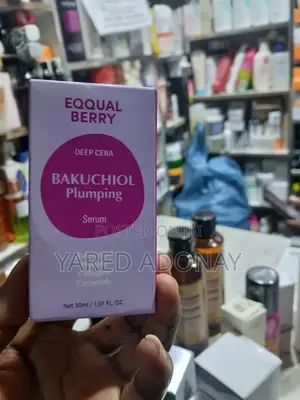 EQQUAL
BERRY
DEEP CERA
BAKUCHIOL
Plumping
Serum
YARED ADONAY
Net 30ml / 1.01 FL. OZ.